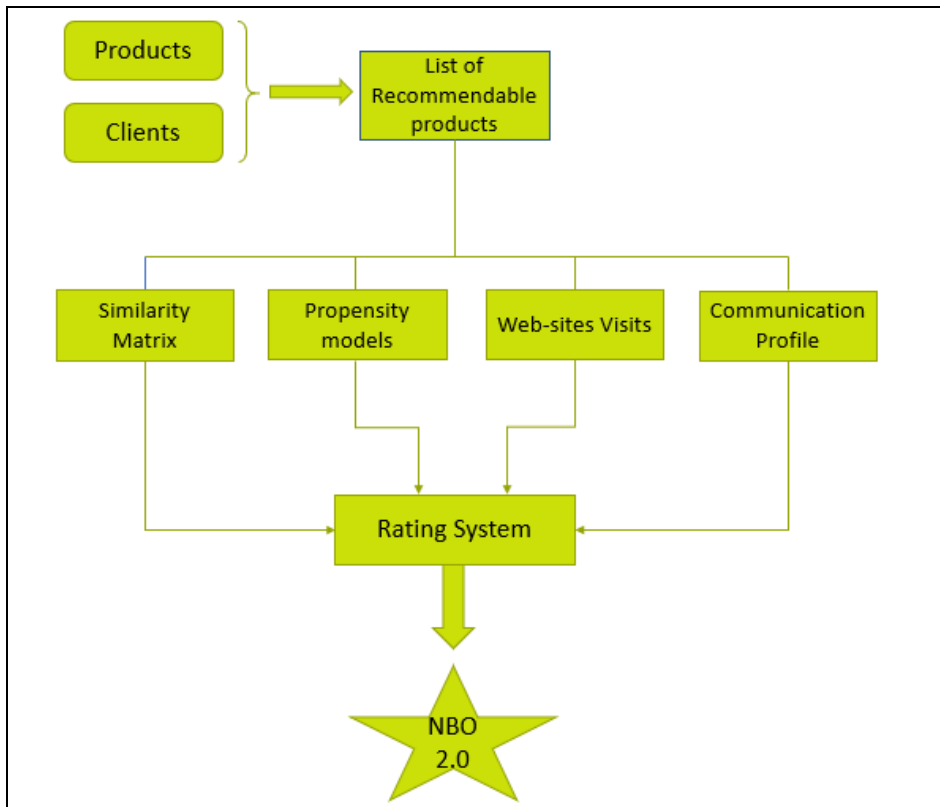 Products
Clients
List of
Recommendable
products
Similarity
Matrix
Propensity
models
Web-sites Visits
Communication
Profile
Rating System
NBO
2.0